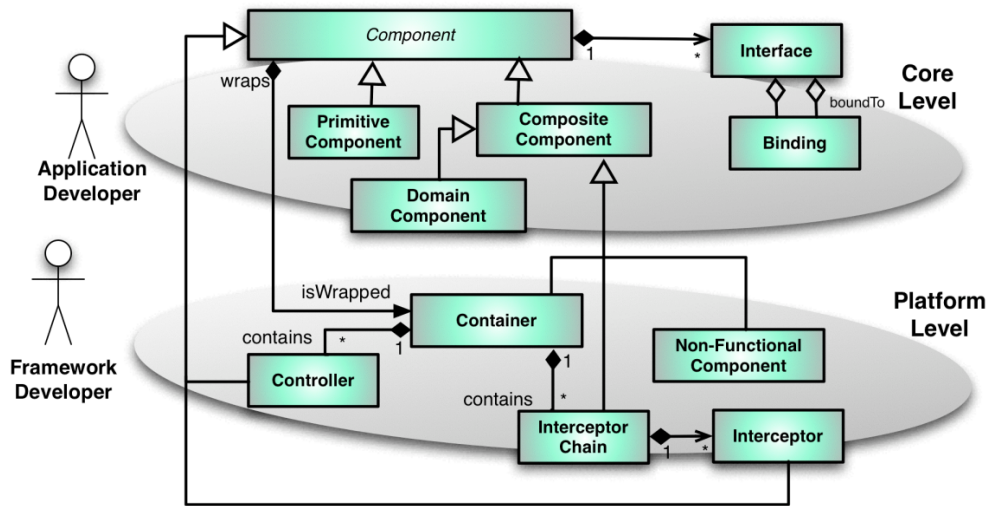 Component
1
*
Interface
wraps
Core
Level
boundTo
Primitive
Component
Composite
Component
Binding
Application
Developer
Domain
Component
isWrapped
Platform
Level
Container
contains
*
1
Framework
Developer
Controller
1
Non-Functional
Component
contains
*
Interceptor
Chain
1
*
Interceptor